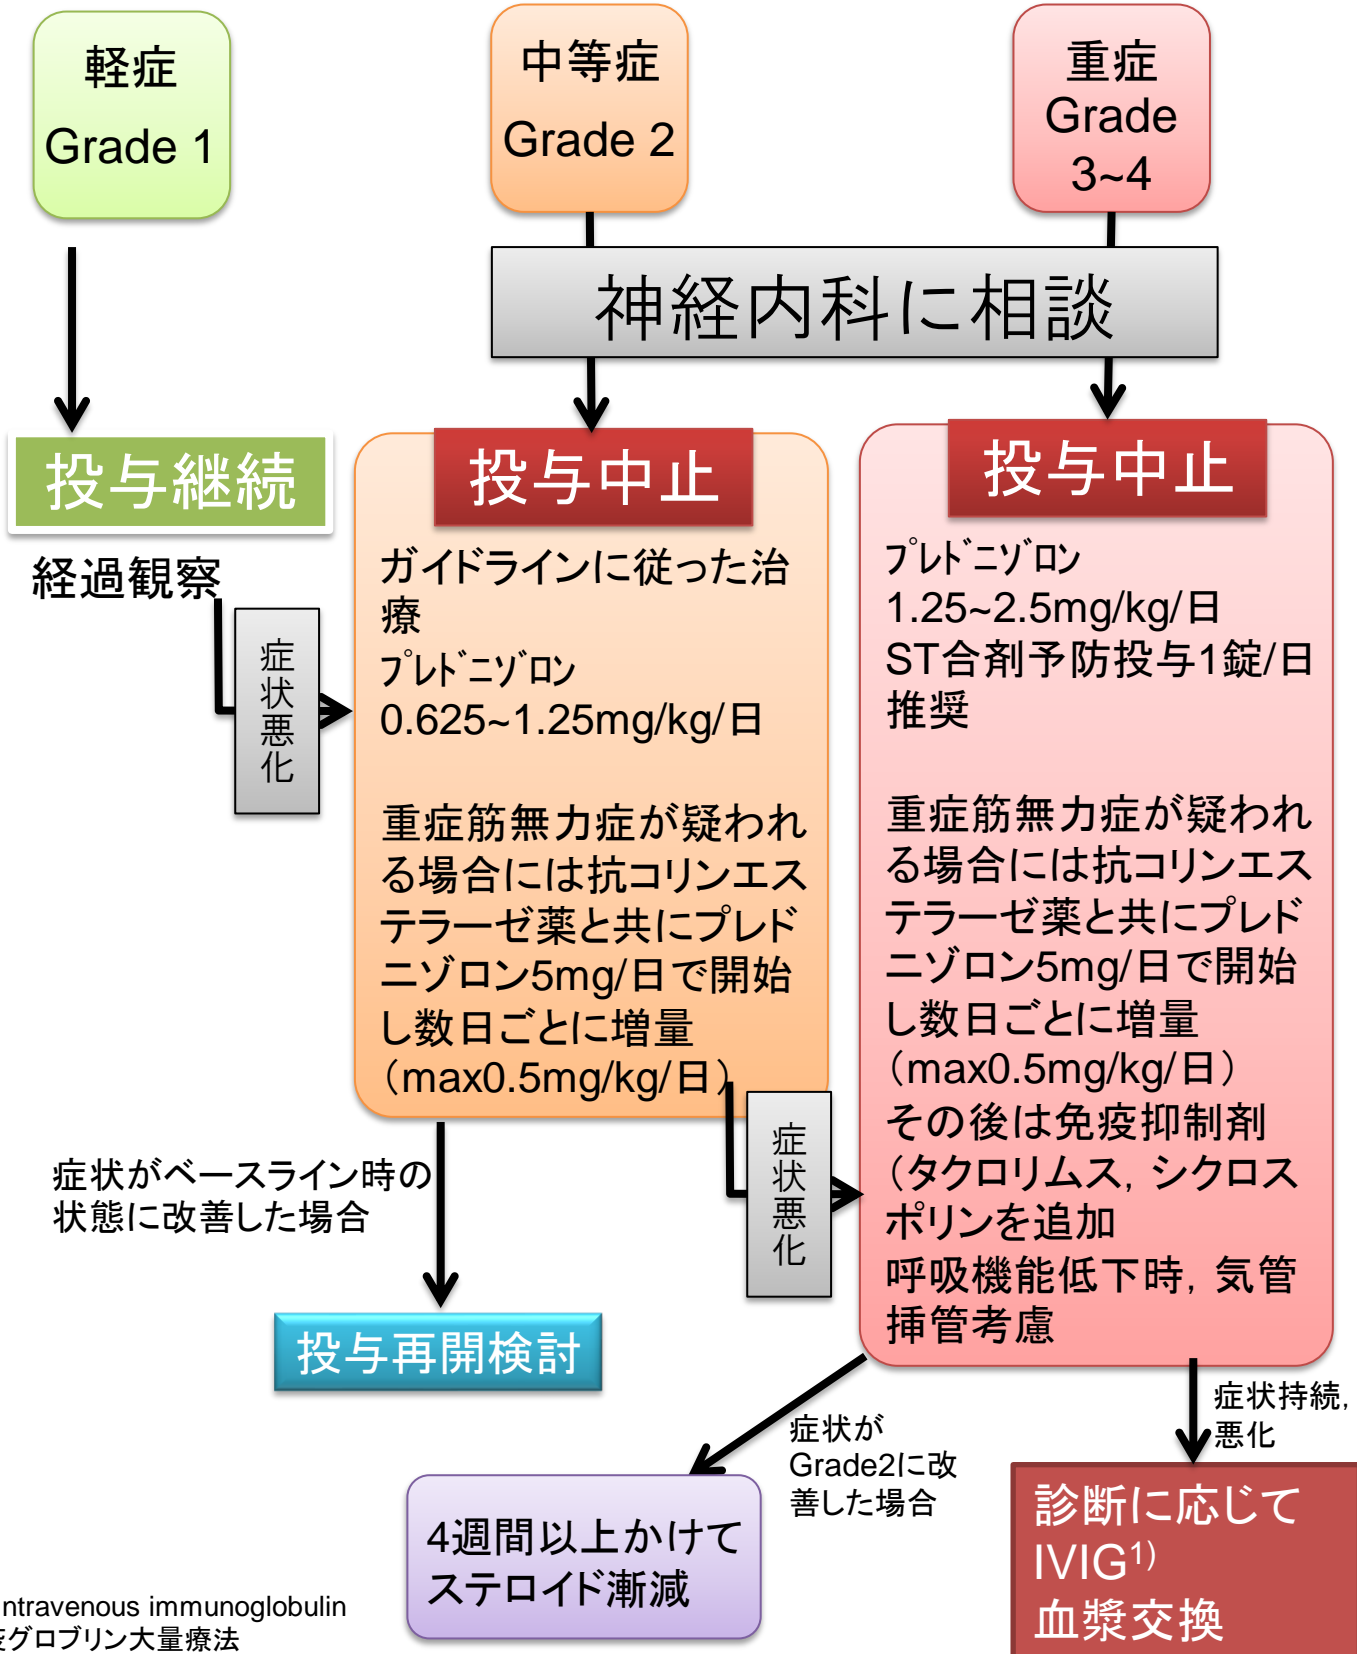 軽症
Grade 1
中等症
Grade 2
重症
Grade
3~4
神経内科に相談
投与継続
経過観察
症状悪化
投与中止
ガイドラインに従った治
療
ﾌﾟﾚﾄﾞﾆｿﾞﾛﾝ
0.625~1.25mg/kg/日
重症筋無力症が疑われ
る場合には抗コリンエス
テラーゼ薬と共にプレド
ニゾロン5mg/日で開始
し数日ごとに増量
（max0.5mg/kg/日）
症状悪化
投与中止
ﾌﾟﾚﾄﾞﾆｿﾞﾛﾝ
1.25~2.5mg/kg/日
ST合剤予防投与1錠/日
推奨
重症筋無力症が疑われ
る場合には抗コリンエス
テラーゼ薬と共にプレド
ニゾロン5mg/日で開始
し数日ごとに増量
（max0.5mg/kg/日）
その後は免疫抑制剤
（タクロリムス，シクロス
ポリンを追加
呼吸機能低下時，気管
挿管考慮
症状がベースライン時の
状態に改善した場合
投与再開検討
症状が
Grade2に改
善した場合
4週間以上かけて
ステロイド漸減
症状持続，
悪化
診断に応じて
IVIG1)
血漿交換
ntravenous immunoglobulin
グロブリン大量療法